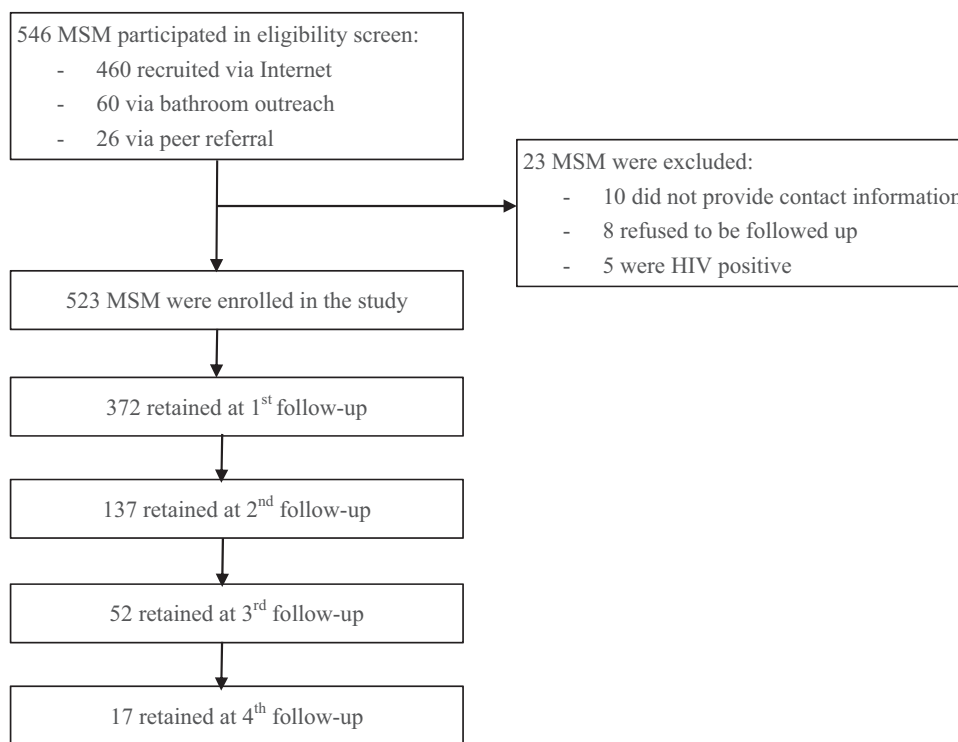 546 MSM participated in eligibility screen:
- 460 recruited via Internet
- 60 via bathroom outreach
- 26 via peer referral
23 MSM were excluded:
- 10 did not provide contact information
- 8 refused to be followed up
- 5 were HIV positive
523 MSM were enrolled in the study
372 retained at 1st follow-up
137 retained at 2nd follow-up
52 retained at 3rd follow-up
17 retained at 4th follow-up